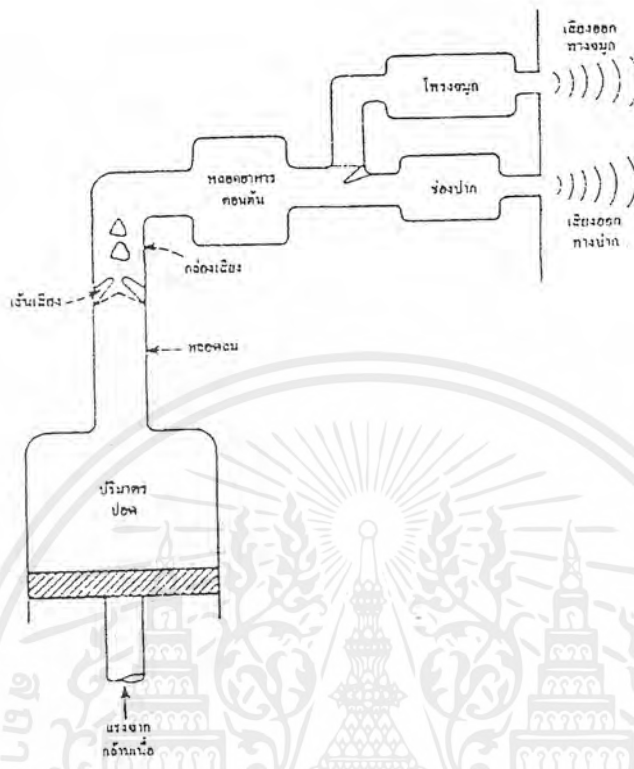 เสียงออก
ทางจมูก
โพรงจมูก
หลอดอาหาร
ตอนต้น
ช่องปาก
เสียงออก
ทางปาก
กล่องเสียง
เส้นเสียง
หลอดลม
ปริมาตร
ปอด
แรงจาก
กล้ามเนื้อ